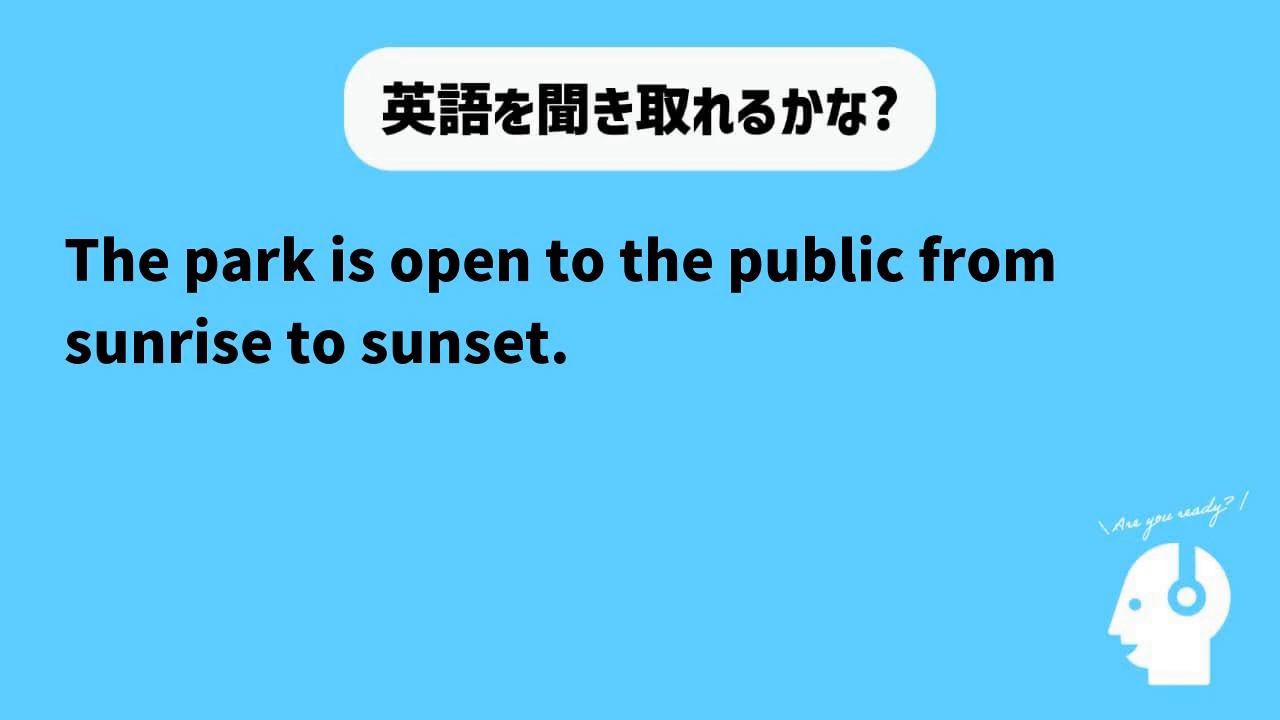 英語を聞き取れるかな?
The park is open to the public from
sunrise to sunset.
\ Are you ready? /